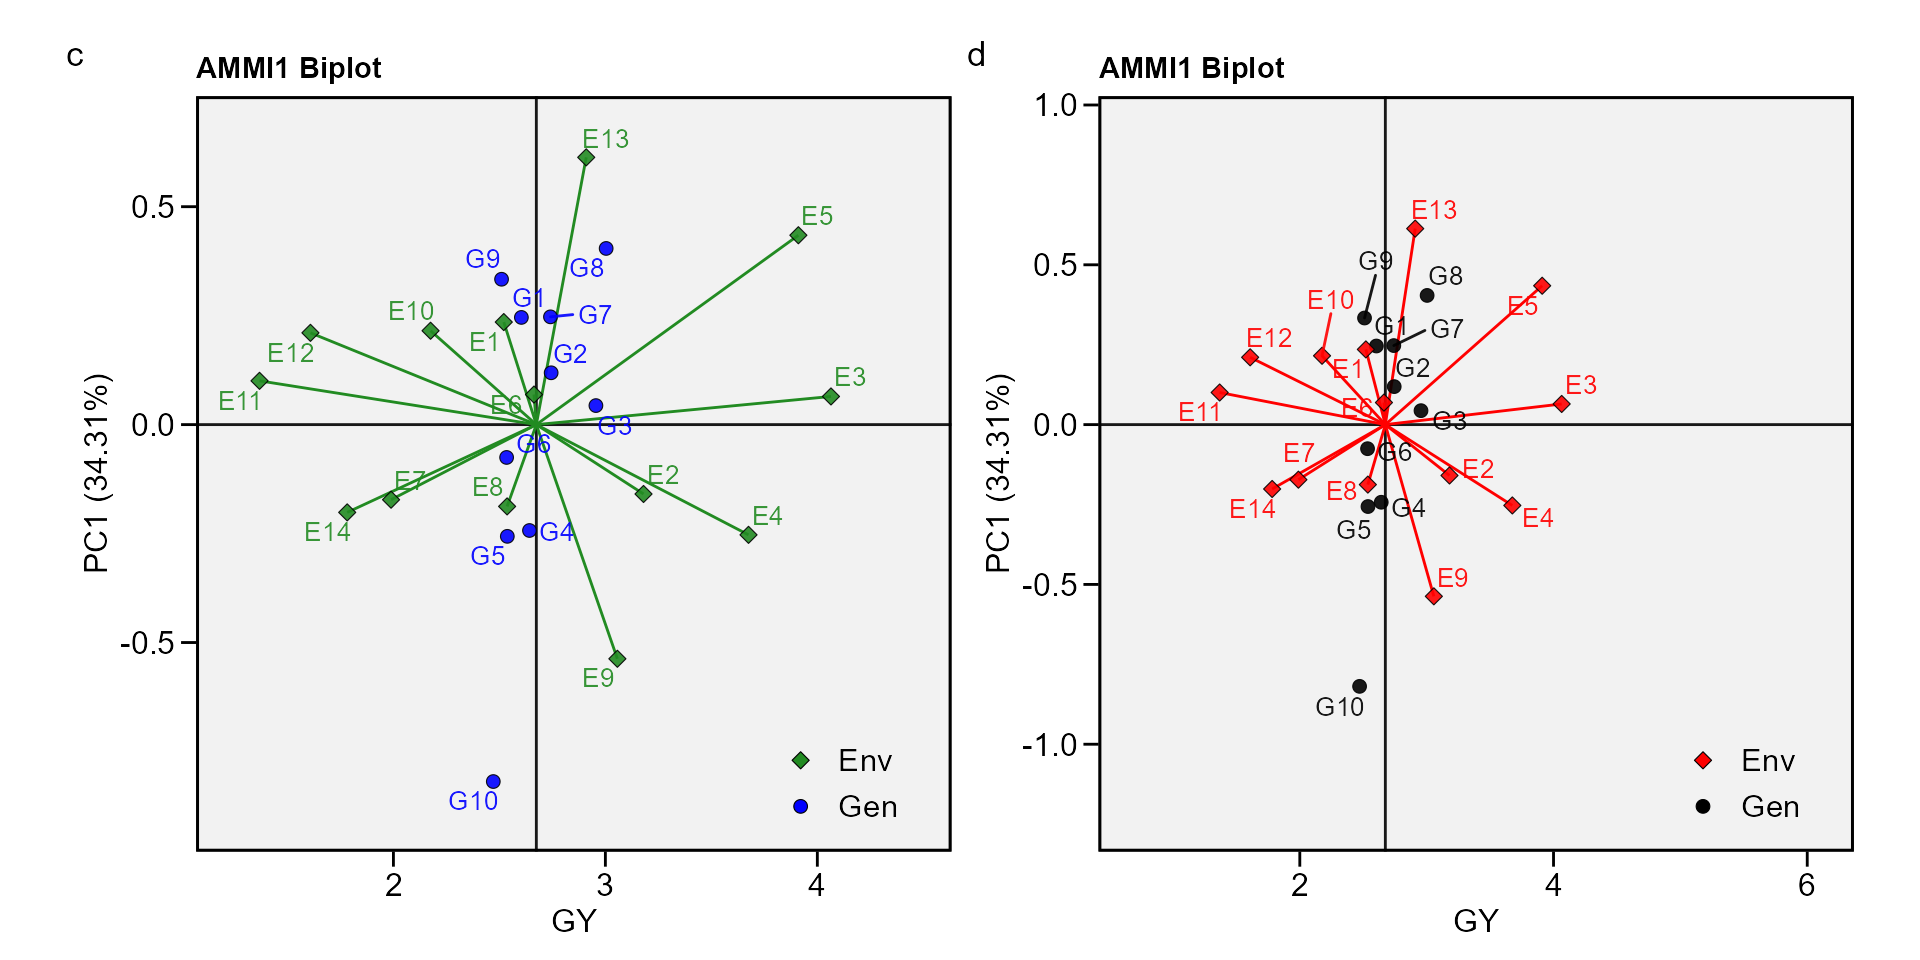 c
AMMI1 Biplot
E13
E5
G9
G8
G1
G7
E10
E1
E12
G2
E3
E11
E6
G3
0.5
0.0
-0.5
PC1 (34.31%)
G6
E7
E8
E2
E14
G5
G4
E4
E9
G10
Env
Gen
2
3
4
GY
d
AMMI1 Biplot
1.0
0.5
0.0
-0.5
-1.0
PC1 (34.31%)
E13
G9
G8
E10
E5
G1
G7
E12
E1
G2
E3
E11
E6
G3
E7
G6
E2
E8
E14
G4
G5
E4
E9
G10
Env
Gen
2
4
6
GY